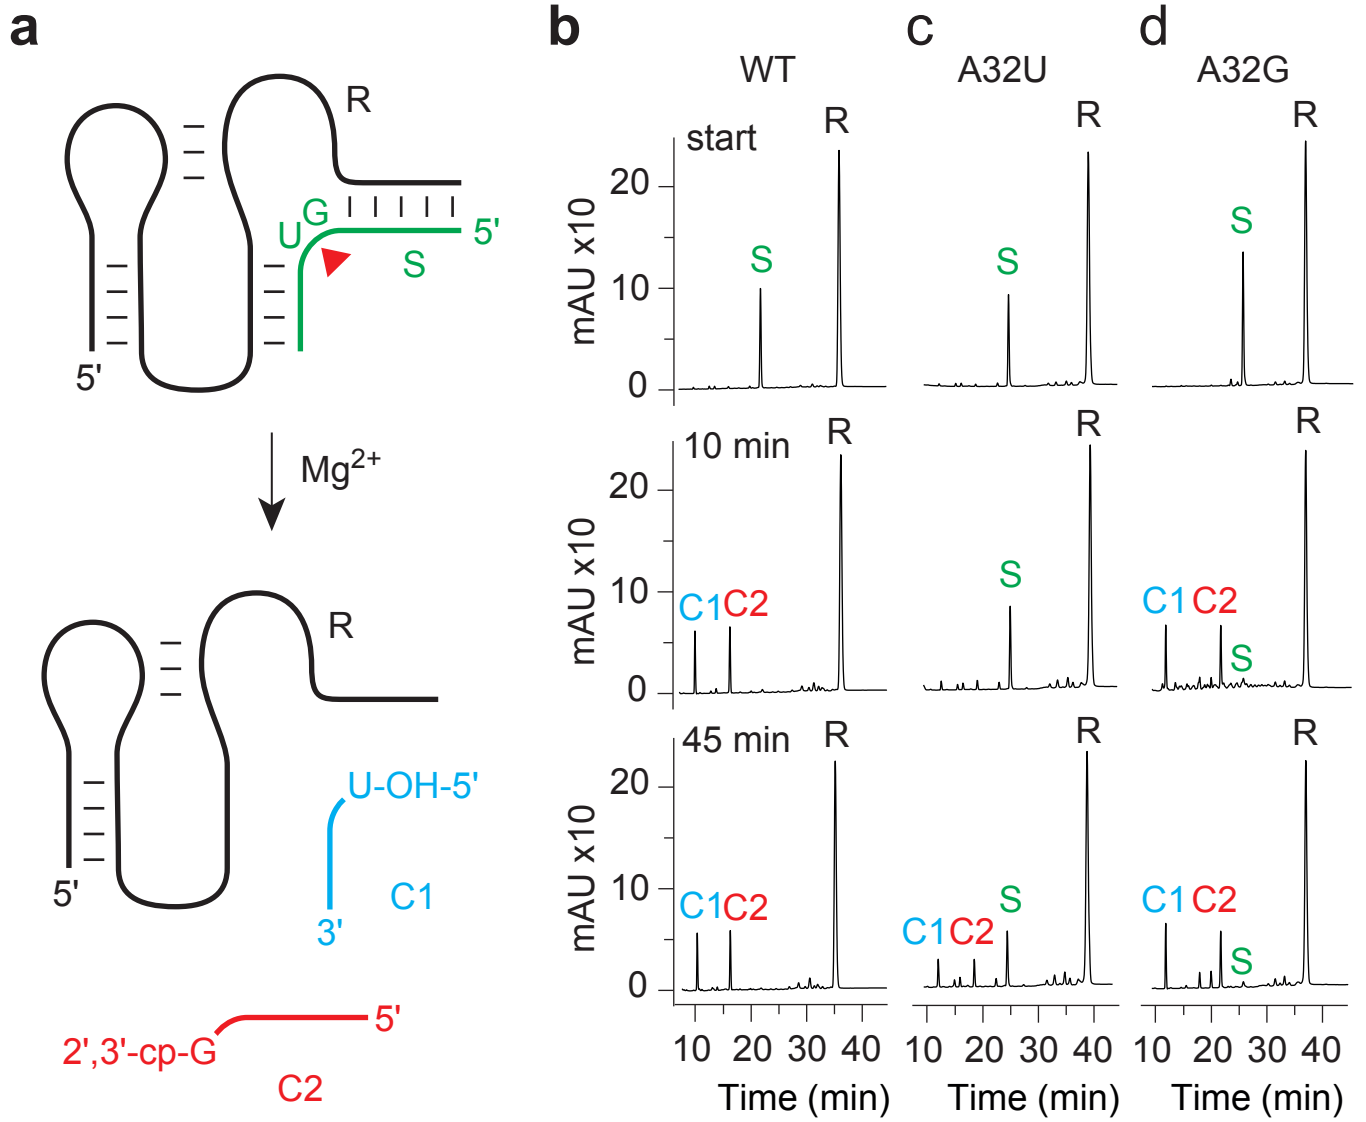 a
R
G
U
5'
S
5'
Mg2+
R
U-OH-5'
5'
C1
3'
5'
2',3'-cp-G
C2
b c d
WT A32U A32G
start
R R R
S S S
mAU x10
20
10
0
10 min
R R R
C1 C2 S C1 C2 S
mAU x10
20
10
0
45 min
R R R
C1 C2 C1 C2 S C1 C2 S
mAU x10
20
10
0
10 20 30 40 10 20 30 40 10 20 30 40
Time (min) Time (min) Time (min)